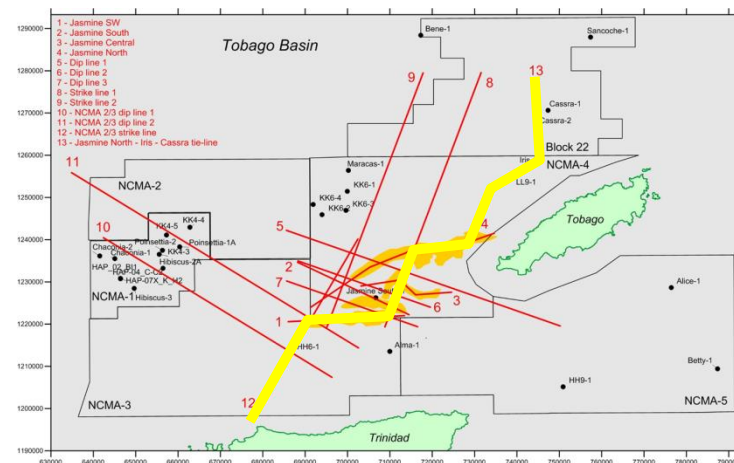 1 - Jasmine SW
2 - Jasmine South
3 - Jasmine Central
4 - Jasmine North
5 - Dip line 1
6 - Dip line 2
7 - Dip line 3
8 - Strike line 1
9 - Strike line 2
10 - NCMA 2/3 dip line 1
11 - NCMA 2/3 dip line 2
12 - NCMA 2/3 strike line
13 - Jasmine North - Iris - Cassra tie-line
Tobago Basin
Bene-1
Sancoche-1
9
8
13
Cassra-1
Cassra-2
Block 22
NCMA-4
Iris
LL9-1
Maracas-1
KK6-1
KK6-4
KK6-3
11
NCMA-2
KK4-4
KK4-5
Poinsettia-2
Poinsettia-1A
KK4-3
Hibiscus-2A
10
Chaconia-2
Chaconia-1
HAP-07X_K_H2
NCMA-1
Hibiscus-3
5
4
2
7
Jasmine South
3
6
1
Tobago
Alice-1
HH6-1
Alma-1
Betty-1
HH9-1
NCMA-3
12
NCMA-5
Trinidad
1290000
1280000
1270000
1260000
1250000
1240000
1230000
1220000
1210000
1200000
1190000
630000
640000
650000
660000
670000
680000
690000
700000
710000
720000
730000
740000
750000
760000
770000
780000